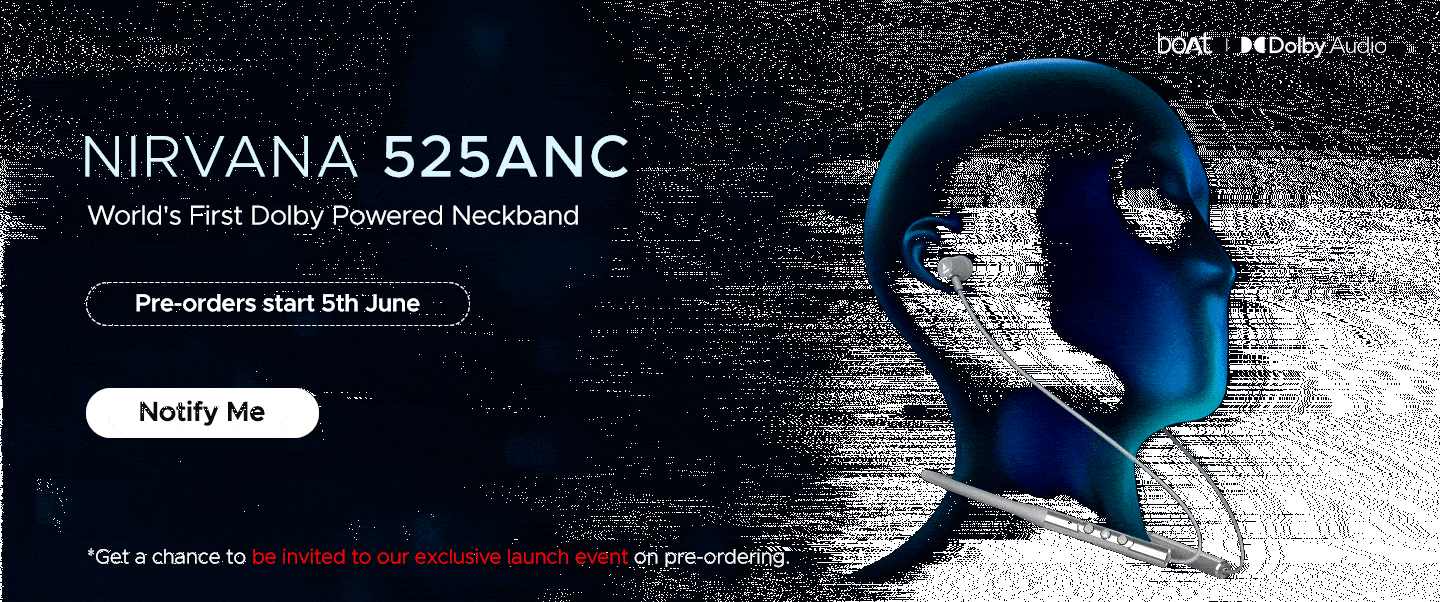 boAt | Dolby Audio
NIRVANA 525ANC
World's First Dolby Powered Neckband
Pre-orders start 5th June
Notify Me
*Get a chance to be invited to our exclusive launch event on pre-ordering.